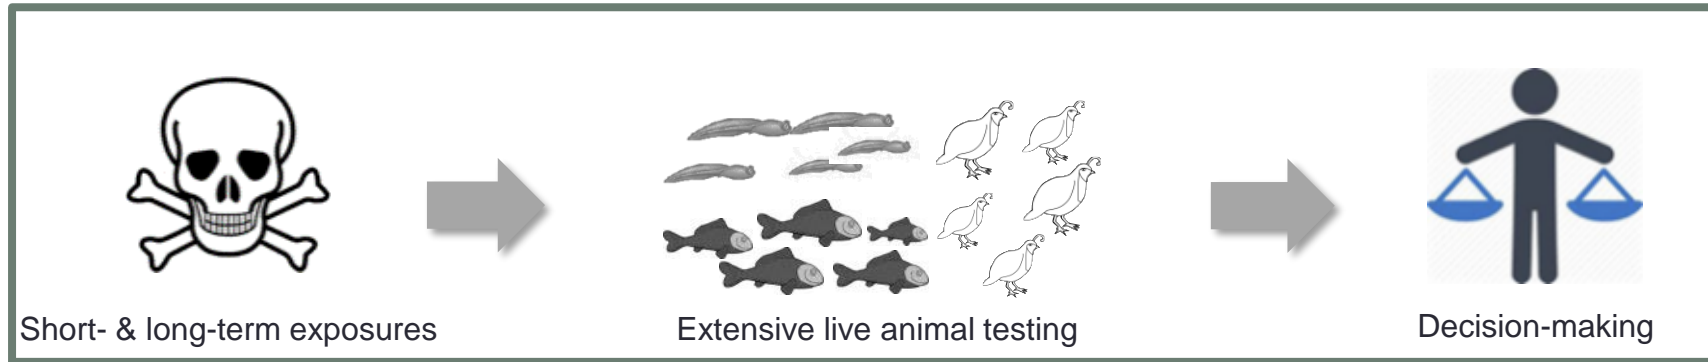 Short- & long-term exposures
Extensive live animal testing
Decision-making